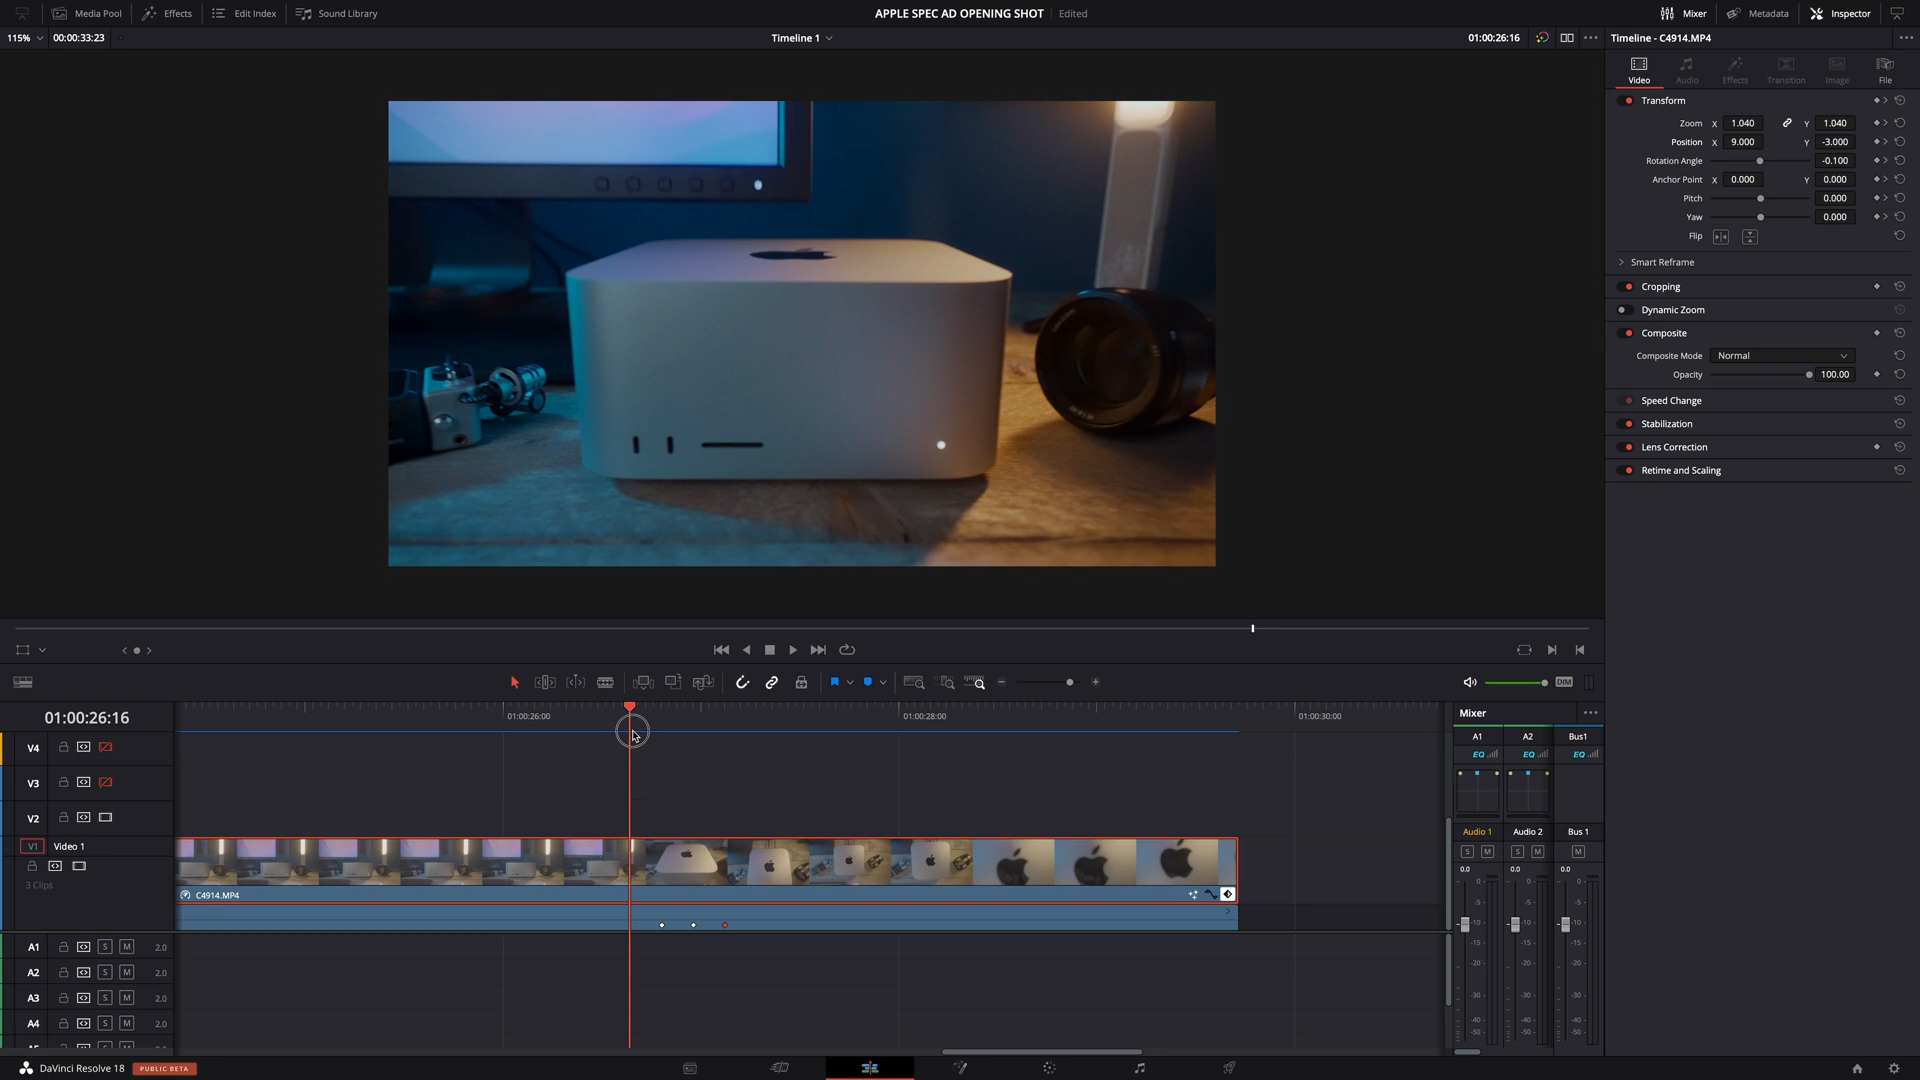 Media Pool Effects Edit Index Sound Library APPLE SPEC AD OPENING SHOT Edited Mixer Metadata Inspector
115% 00:00:33:23 Timeline 1 01:00:26:16 Timeline - C4914.MP4
Video Audio Effects Transition Image File
Transform
Zoom X 1.040 Y 1.040
Position X 9.000 Y -3.000
Rotation Angle -0.100
Anchor Point X 0.000 Y 0.000
Pitch 0.000
Yaw 0.000
Flip
Smart Reframe
Cropping
Dynamic Zoom
Composite
Composite Mode Normal
Opacity 100.00
Speed Change
Stabilization
Lens Correction
Retime and Scaling
DIM
01:00:26:16 01:00:26:00 01:00:28:00 01:00:30:00
Mixer
A1 A2 Bus1
EQ EQ EQ
V4
V3
V2
V1 Video 1
3 Clips
C4914.MP4
Audio 1 Audio 2 Bus 1
S M S M M
0.0 0.0 0.0
0 0 0
-5 -5 -5
-10 -10 -10
-15 -15 -15
-20 -20 -20
-30 -30 -30
-40 -40 -40
-50 -50 -50
A1 S M 2.0
A2 S M 2.0
A3 S M 2.0
A4 S M 2.0
DaVinci Resolve 18 PUBLIC BETA